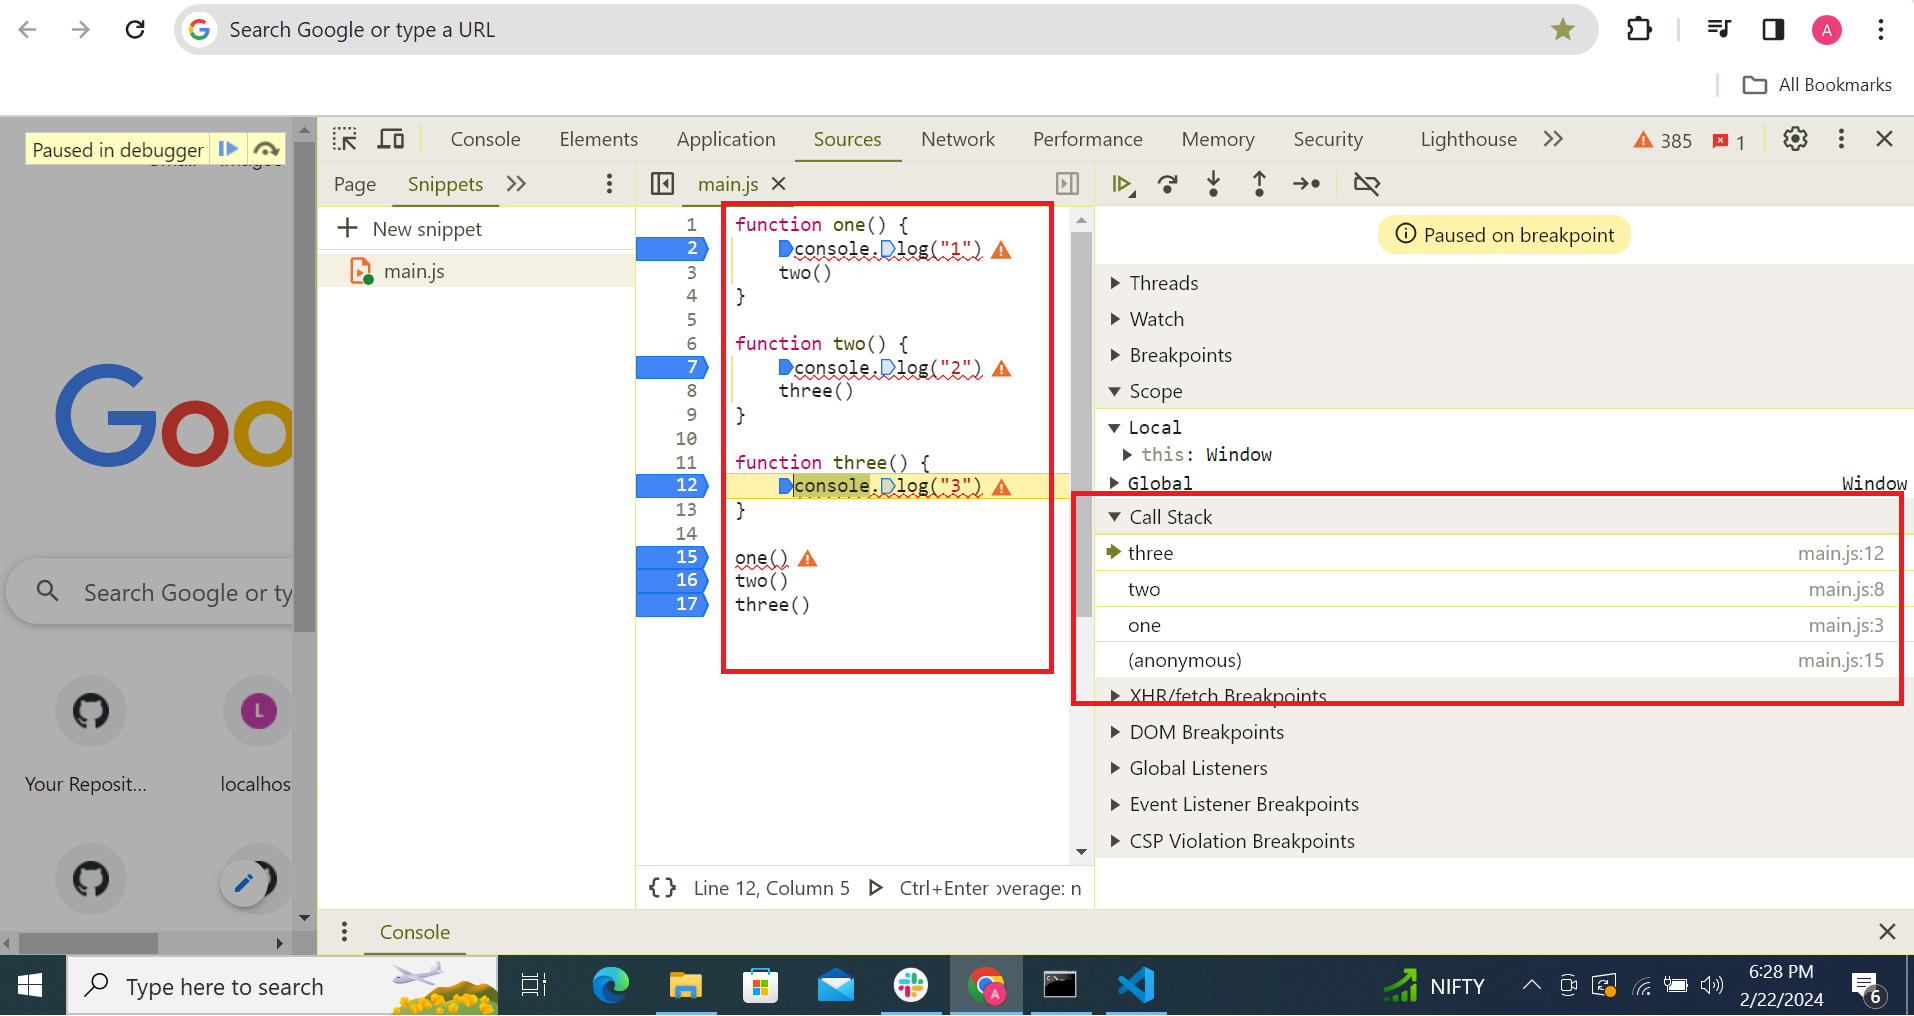 Search Google or type a URL
A
All Bookmarks
Paused in debugger
Console
Elements
Application
Sources
Network
Performance
Memory
Security
Lighthouse
385
1
Page
Snippets
main.js
New snippet
main.js
1 function one() {
2 console.log("1")
3 two()
4 }
5
6 function two() {
7 console.log("2")
8 three()
9 }
10
11 function three() {
12 console.log("3")
13 }
14
15 one()
16 two()
17 three()
Paused on breakpoint
Threads
Watch
Breakpoints
Scope
Local
this: Window
Global Window
Call Stack
three main.js:12
two main.js:8
one main.js:3
(anonymous) main.js:15
XHR/fetch Breakpoints
DOM Breakpoints
Global Listeners
Event Listener Breakpoints
CSP Violation Breakpoints
Goo
Search Google or ty
L
Your Reposit...
localhos
{} Line 12, Column 5 Ctrl+Enter overage: n
Console
Type here to search
A
NIFTY
6:28 PM
2/22/2024
6